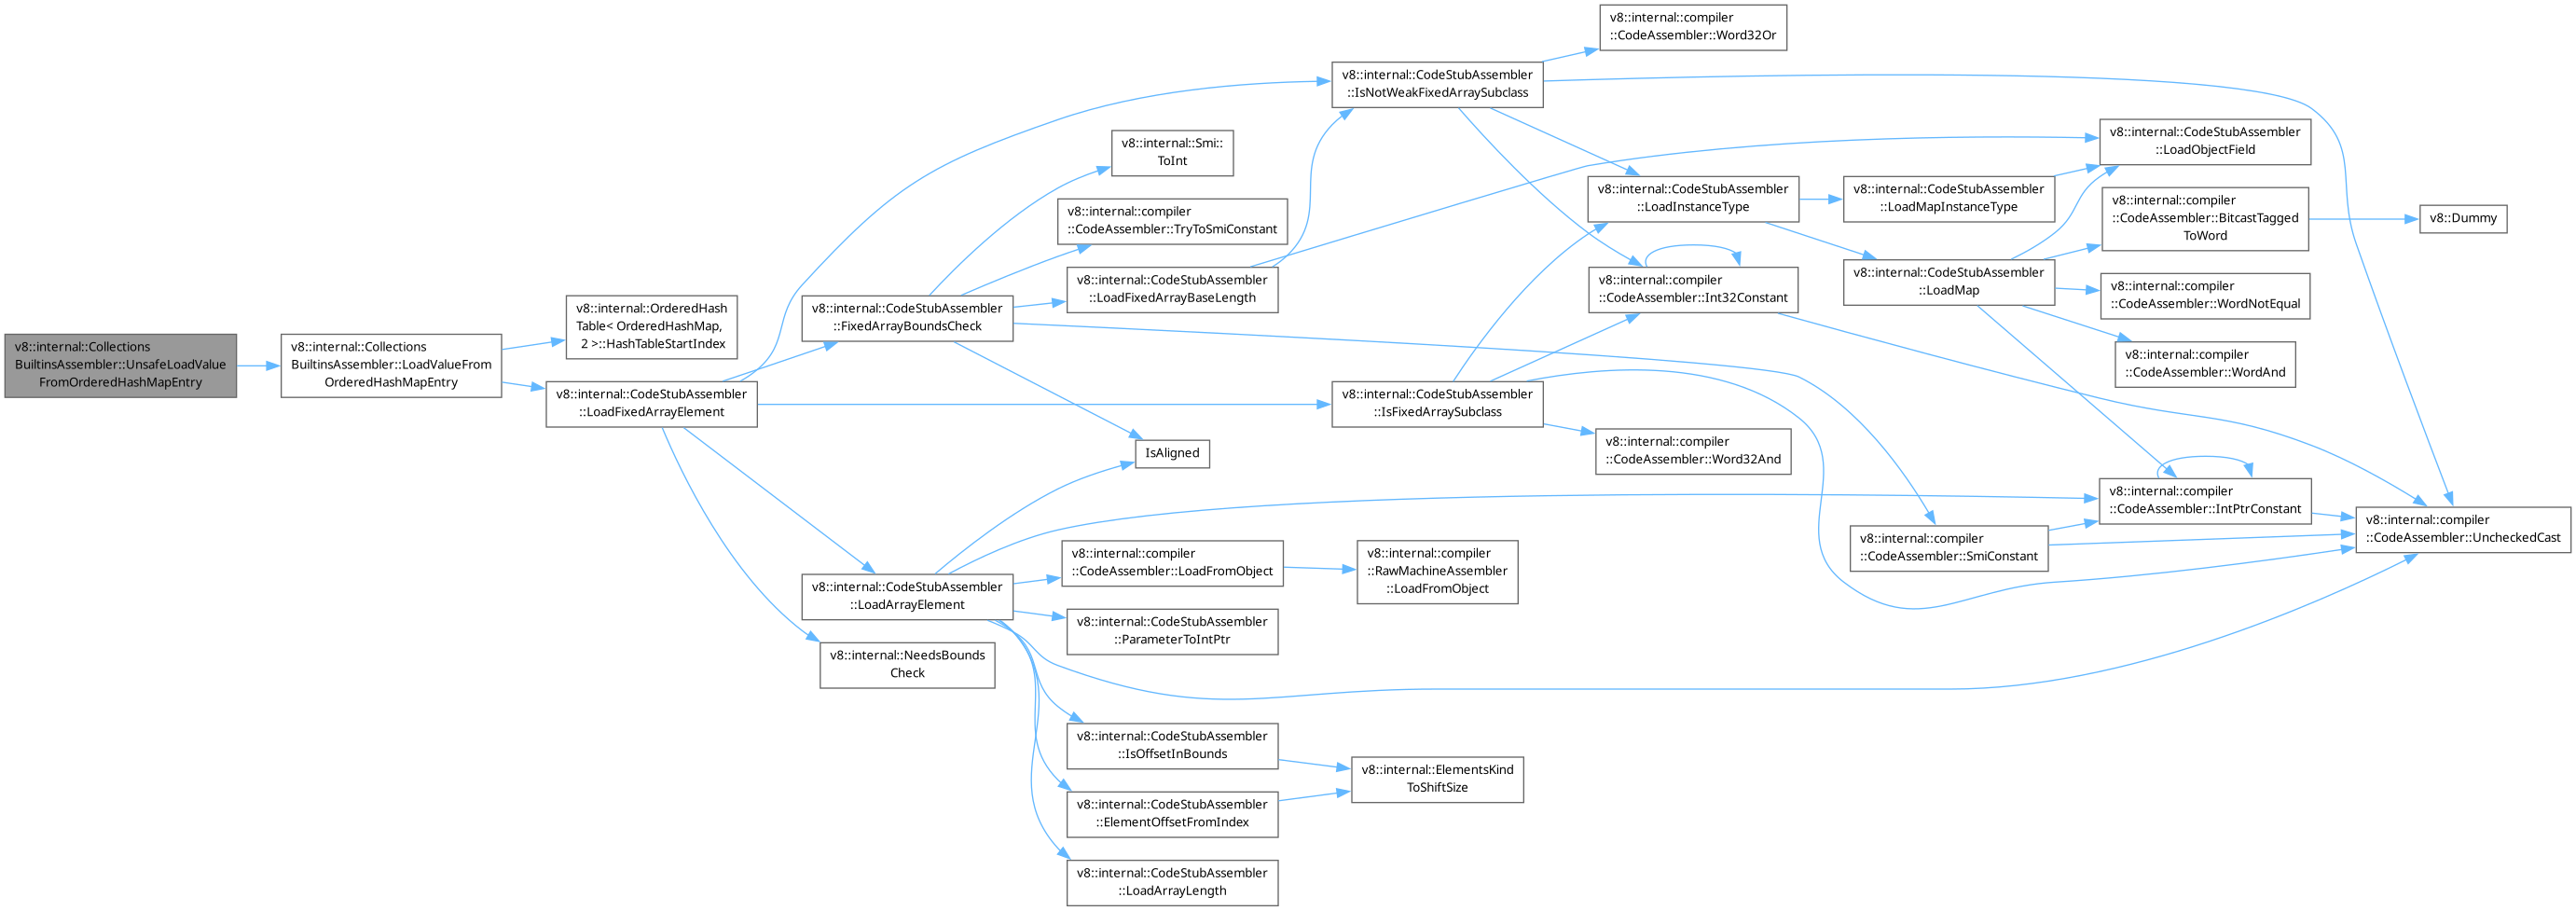 v8::internal::Collections
BuiltinsAssembler::UnsafeLoadValue
FromOrderedHashMapEntry
v8::internal::Collections
BuiltinsAssembler::LoadValueFrom
OrderedHashMapEntry
v8::internal::OrderedHash
Table< OrderedHashMap,
2 >::HashTableStartIndex
v8::internal::CodeStubAssembler
::LoadFixedArrayElement
v8::internal::CodeStubAssembler
::FixedArrayBoundsCheck
v8::internal::CodeStubAssembler
::LoadArrayElement
v8::internal::NeedsBounds
Check
v8::internal::Smi::
ToInt
v8::internal::compiler
::CodeAssembler::TryToSmiConstant
v8::internal::CodeStubAssembler
::LoadFixedArrayBaseLength
IsAligned
v8::internal::compiler
::CodeAssembler::LoadFromObject
v8::internal::CodeStubAssembler
::ParameterToIntPtr
v8::internal::CodeStubAssembler
::IsOffsetInBounds
v8::internal::CodeStubAssembler
::ElementOffsetFromIndex
v8::internal::CodeStubAssembler
::LoadArrayLength
v8::internal::CodeStubAssembler
::IsNotWeakFixedArraySubclass
v8::internal::CodeStubAssembler
::IsFixedArraySubclass
v8::internal::compiler
::RawMachineAssembler
::LoadFromObject
v8::internal::ElementsKind
ToShiftSize
v8::internal::compiler
::CodeAssembler::Word32Or
v8::internal::CodeStubAssembler
::LoadInstanceType
v8::internal::compiler
::CodeAssembler::Int32Constant
v8::internal::compiler
::CodeAssembler::Word32And
v8::internal::CodeStubAssembler
::LoadMapInstanceType
v8::internal::CodeStubAssembler
::LoadMap
v8::internal::compiler
::CodeAssembler::SmiConstant
v8::internal::CodeStubAssembler
::LoadObjectField
v8::internal::compiler
::CodeAssembler::BitcastTagged
ToWord
v8::internal::compiler
::CodeAssembler::WordNotEqual
v8::internal::compiler
::CodeAssembler::WordAnd
v8::internal::compiler
::CodeAssembler::IntPtrConstant
v8::Dummy
v8::internal::compiler
::CodeAssembler::UncheckedCast